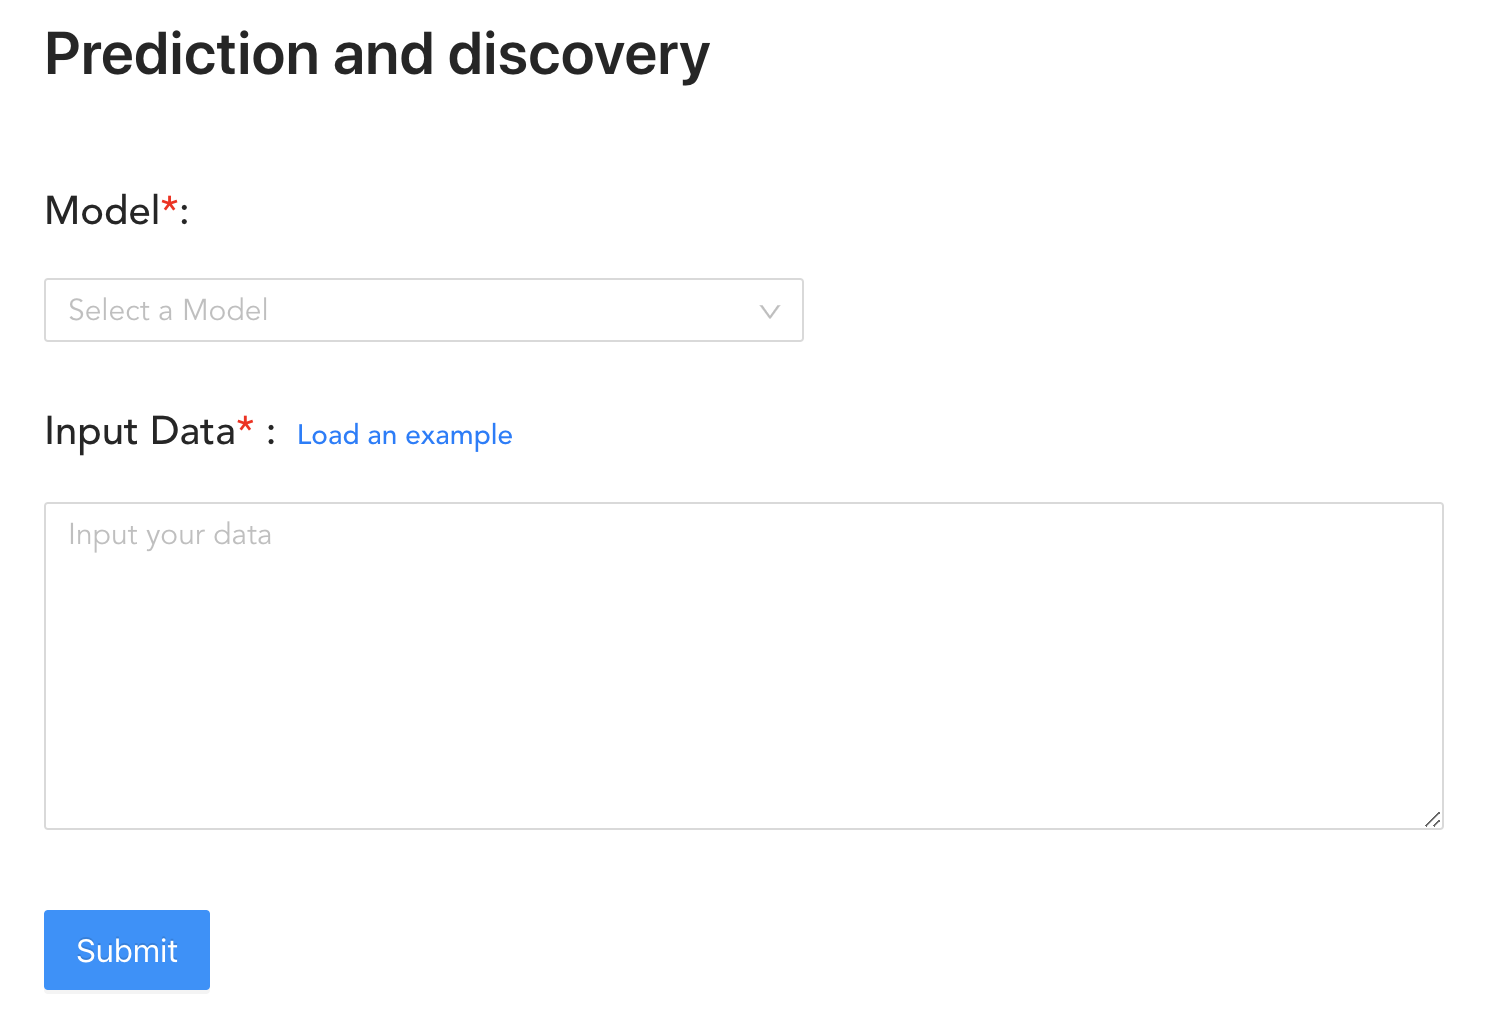 Prediction and discovery
Model*:
Select a Model
Input Data* : Load an example
Input your data
Submit